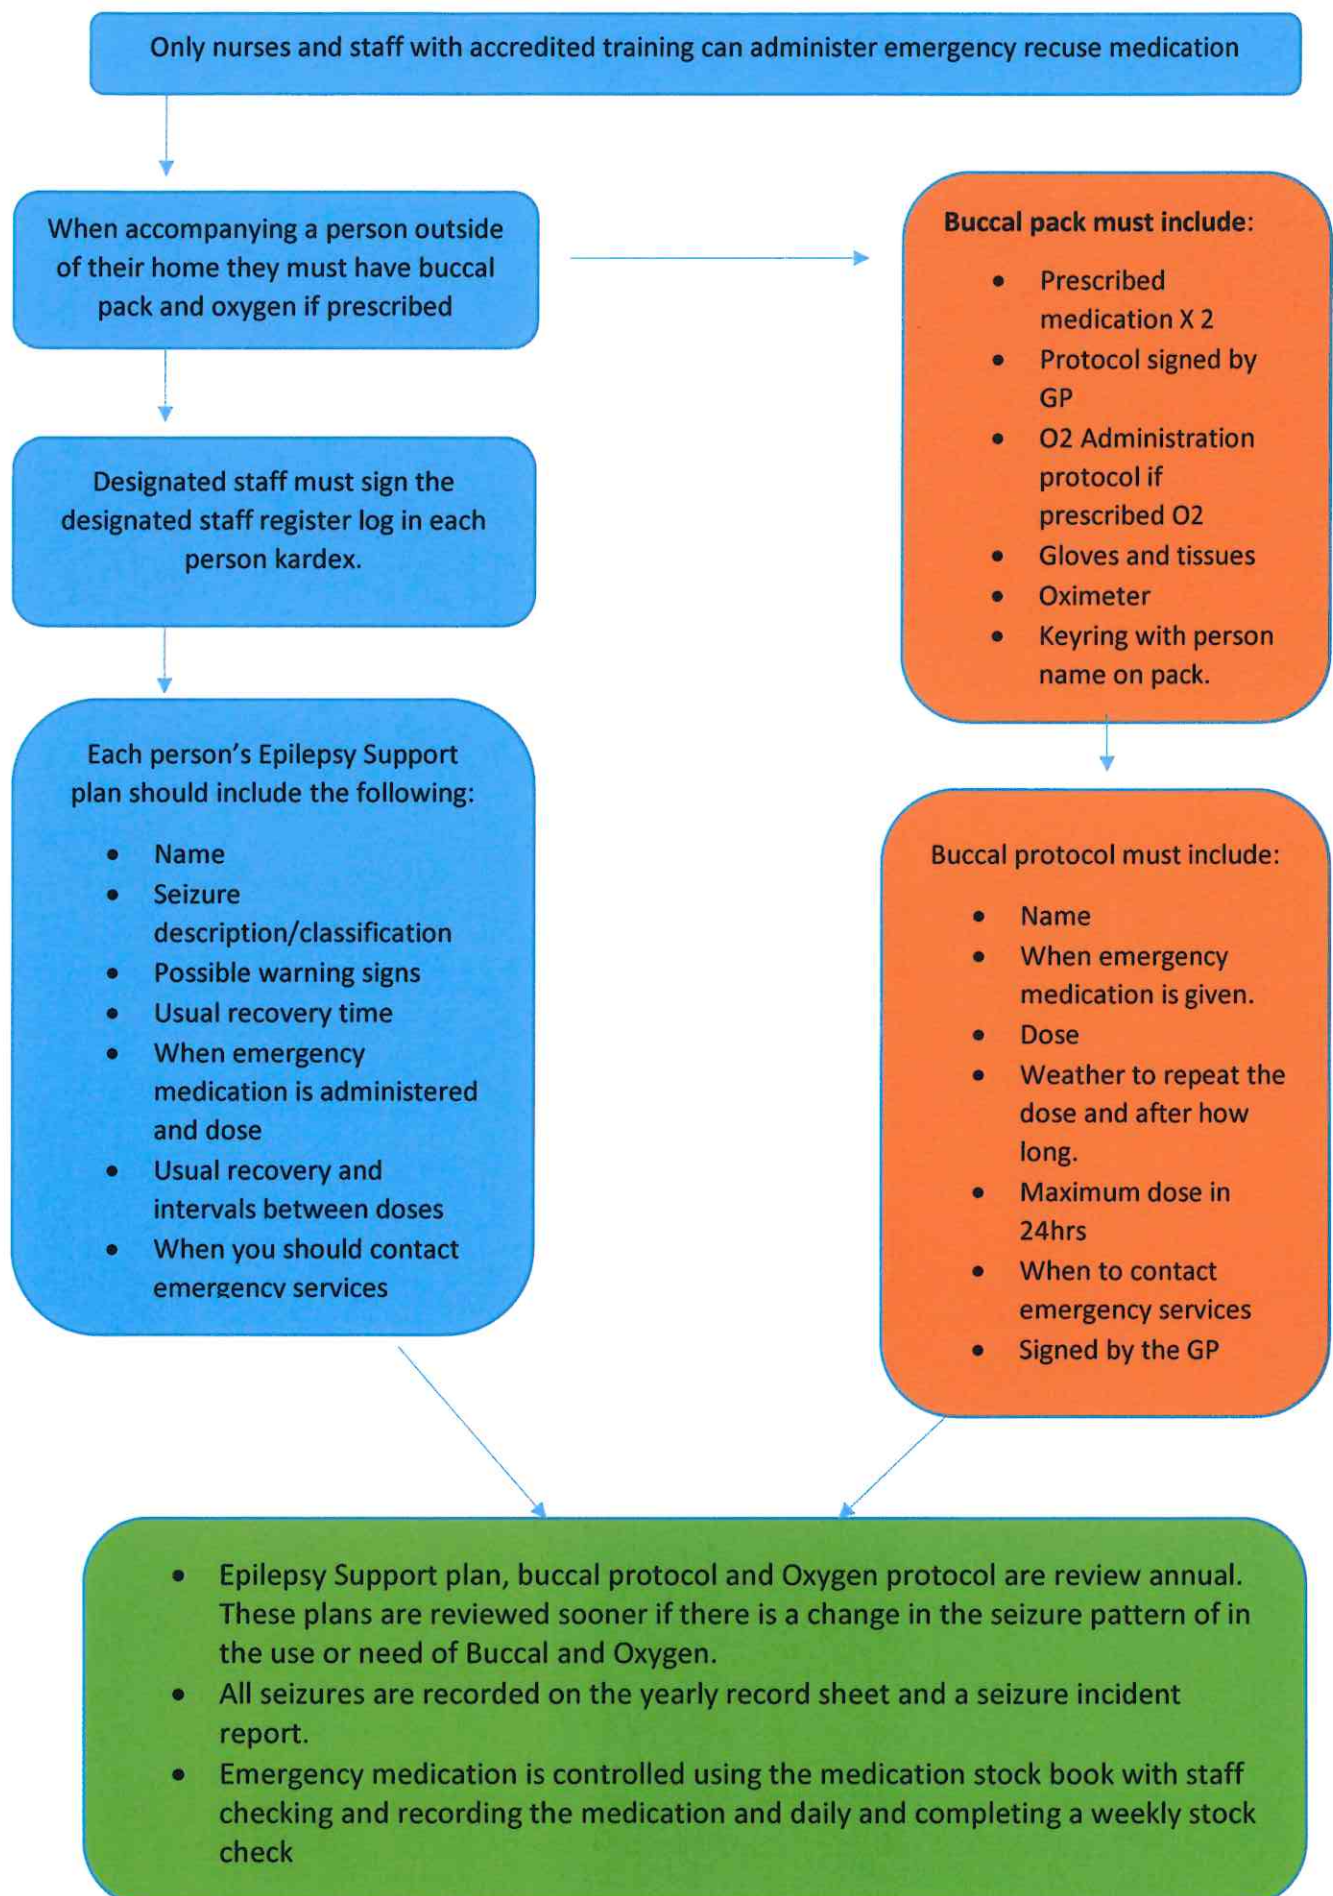 Only nurses and staff with accredited training can administer emergency recuse medication
When accompanying a person outside
of their home they must have buccal
pack and oxygen if prescribed
Designated staff must sign the
designated staff register log in each
person kardex.
Each person's Epilepsy Support
plan should include the following:
• Name
• Seizure
description/classification
• Possible warning signs
• Usual recovery time
• When emergency
medication is administered
and dose
• Usual recovery and
intervals between doses
• When you should contact
emergency services
Buccal pack must include:
• Prescribed
medication X 2
• Protocol signed by
GP
• O2 Administration
protocol if
prescribed O2
• Gloves and tissues
• Oximeter
• Keyring with person
name on pack.
Buccal protocol must include:
• Name
• When emergency
medication is given.
• Dose
• Weather to repeat the
dose and after how
long.
• Maximum dose in
24hrs
• When to contact
emergency services
• Signed by the GP
• Epilepsy Support plan, buccal protocol and Oxygen protocol are review annual.
These plans are reviewed sooner if there is a change in the seizure pattern of in
the use or need of Buccal and Oxygen.
• All seizures are recorded on the yearly record sheet and a seizure incident
report.
• Emergency medication is controlled using the medication stock book with staff
checking and recording the medication and daily and completing a weekly stock
check